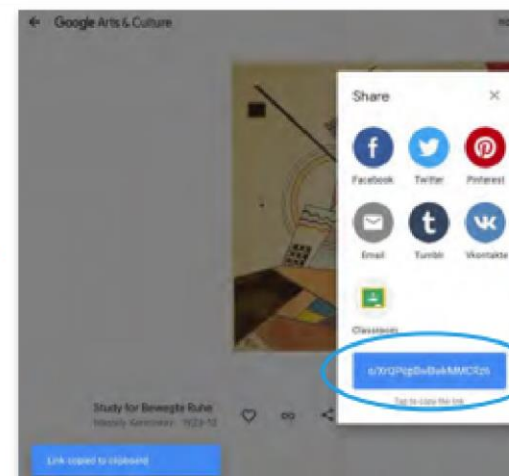 Google Arts & Culture
Share
Facebook
Twitter
Pinterest
Email
Tumblr
Vkontakte
Classroom
Tap to copy the link
Study for Bewegte Ruhe
Link copied to clipboard